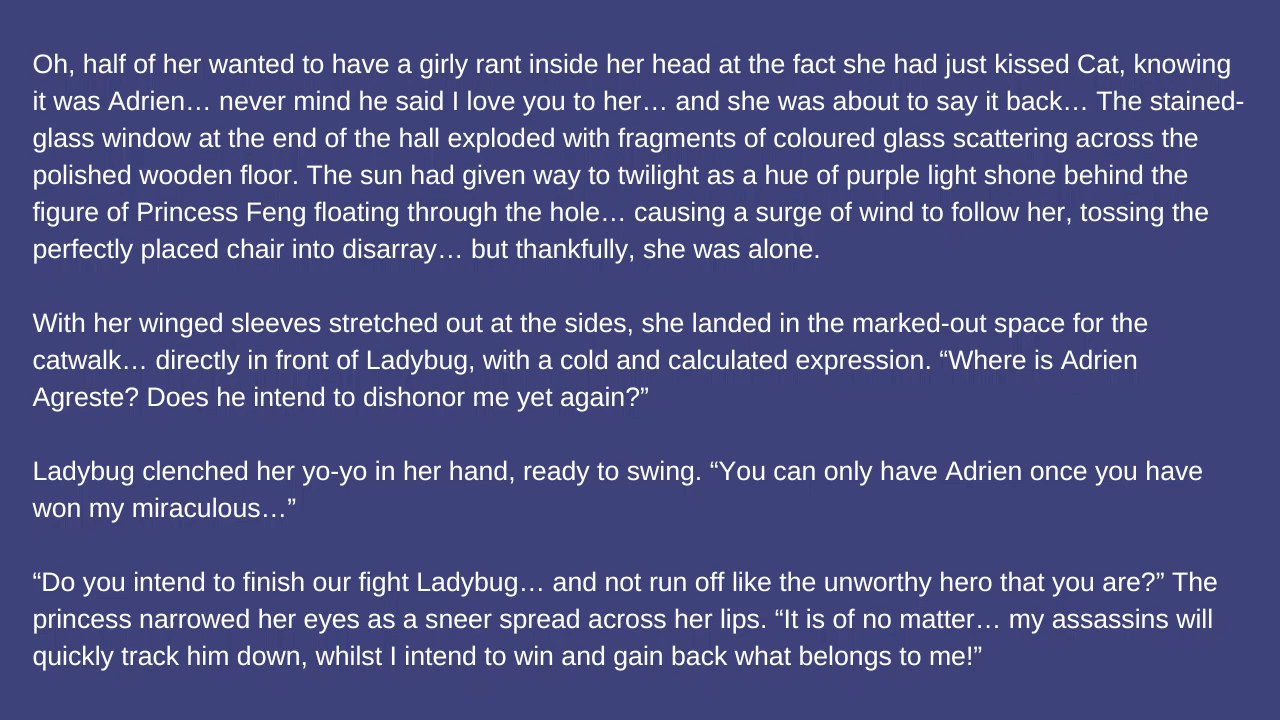 Oh, half of her wanted to have a girly rant inside her head at the fact she had just kissed Cat, knowing
it was Adrien… never mind he said I love you to her… and she was about to say it back… The stained-
glass window at the end of the hall exploded with fragments of coloured glass scattering across the
polished wooden floor. The sun had given way to twilight as a hue of purple light shone behind the
figure of Princess Feng floating through the hole… causing a surge of wind to follow her, tossing the
perfectly placed chair into disarray… but thankfully, she was alone.
With her winged sleeves stretched out at the sides, she landed in the marked-out space for the
catwalk… directly in front of Ladybug, with a cold and calculated expression. “Where is Adrien
Agreste? Does he intend to dishonor me yet again?”
Ladybug clenched her yo-yo in her hand, ready to swing. “You can only have Adrien once you have
won my miraculous…”
“Do you intend to finish our fight Ladybug… and not run off like the unworthy hero that you are?” The
princess narrowed her eyes as a sneer spread across her lips. “It is of no matter… my assassins will
quickly track him down, whilst I intend to win and gain back what belongs to me!”